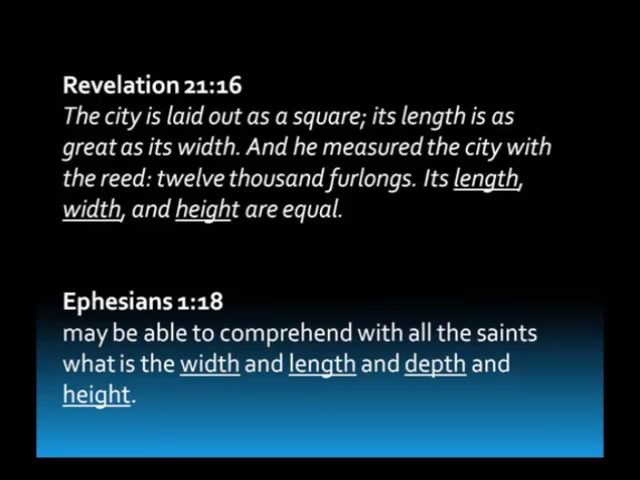 Revelation 21:16
The city is laid out as a square; its length is as
great as its width. And he measured the city with
the reed: twelve thousand furlongs. Its length,
width, and height are equal.
Ephesians 1:18
may be able to comprehend with all the saints
what is the width and length and depth and
height.